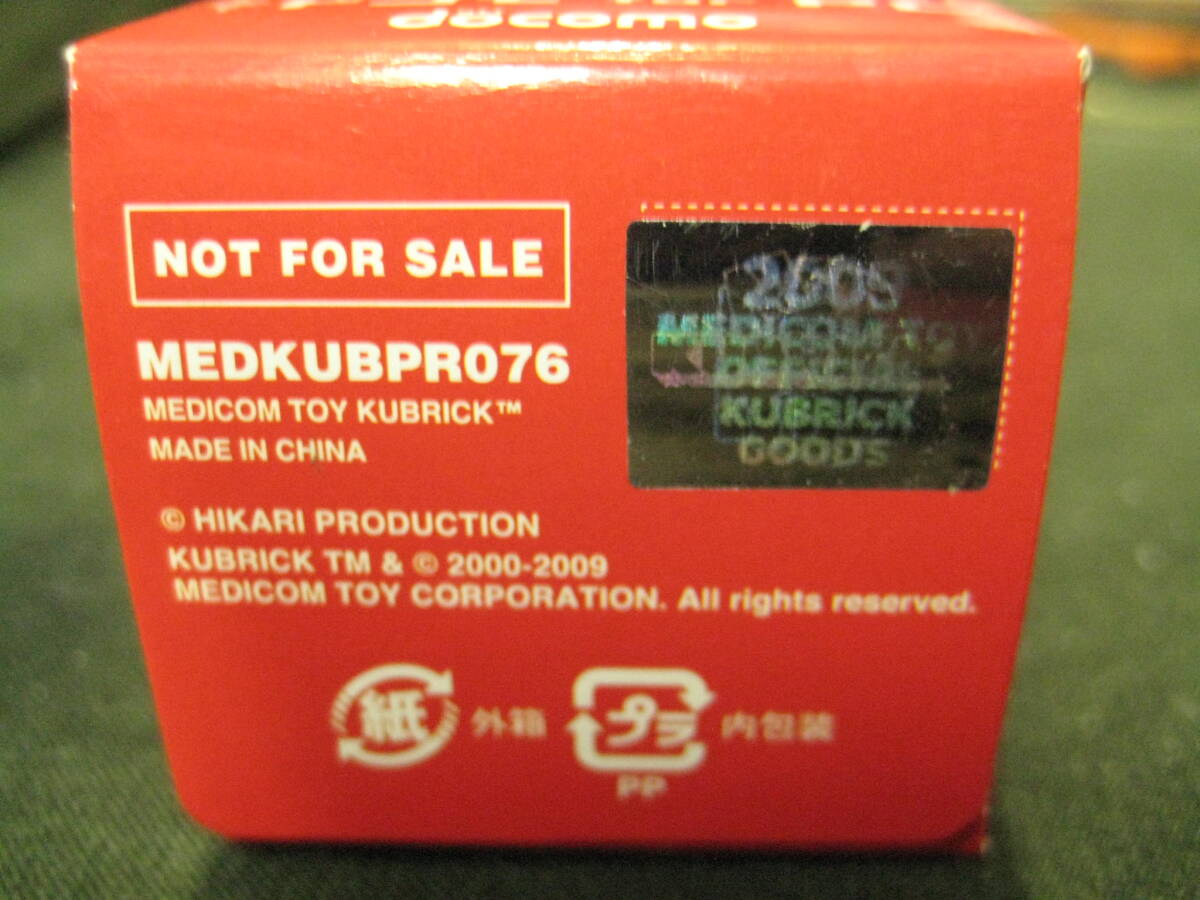 docomo
NOT FOR SALE
MEDKUBPR076
MEDICOM TOY KUBRICK™
MADE IN CHINA
2009
MEDICOM TOY
OFFICIAL
KUBRICK
GOODS
© HIKARI PRODUCTION
KUBRICK TM & © 2000-2009
MEDICOM TOY CORPORATION. All rights reserved.
紙 外箱 プラ 内包装
PP